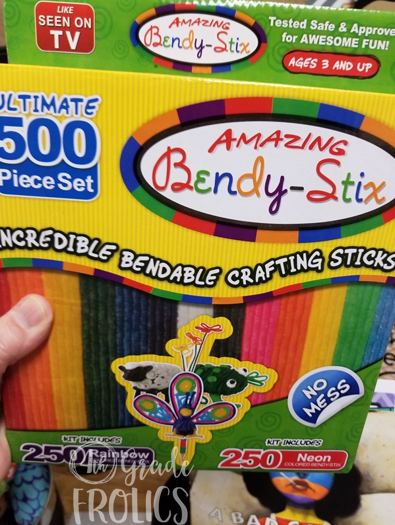 LIKE
SEEN ON
TV
AMAZING
Bendy-Stix
Tested Safe & Approved
for AWESOME FUN!
AGES 3 AND UP
ULTIMATE
500
Piece Set
AMAZING
Bendy-Stix
INCREDIBLE BENDABLE CRAFTING STICKS
NO
MESS
KIT INCLUDES
250 Rainbow
KIT INCLUDES
250 Neon
COLORED BENDY-STIX
4th Grade
FROLICS